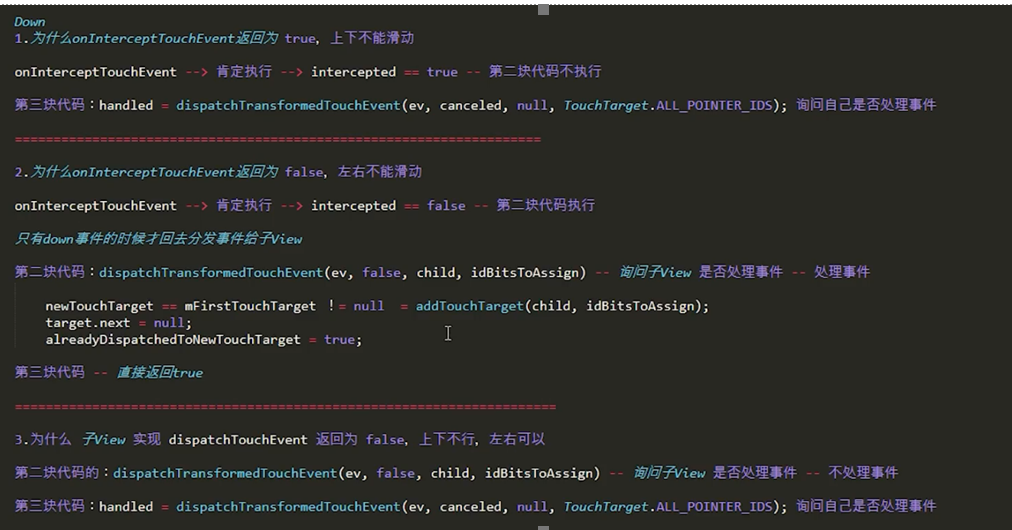 Down
1.为什么onInterceptTouchEvent返回为 true, 上下不能滑动
onInterceptTouchEvent --> 肯定执行 --> intercepted == true -- 第二块代码不执行
第三块代码：handled = dispatchTransformedTouchEvent(ev, canceled, null, TouchTarget.ALL_POINTER_IDS); 询问自己是否处理事件
===========================================================================
2.为什么onInterceptTouchEvent返回为 false, 左右不能滑动
onInterceptTouchEvent --> 肯定执行 --> intercepted == false -- 第二块代码执行
只有down事件的时候才回去分发事件给子View
第二块代码：dispatchTransformedTouchEvent(ev, false, child, idBitsToAssign) -- 询问子View 是否处理事件 -- 处理事件
newTouchTarget == mFirstTouchTarget != null = addTouchTarget(child, idBitsToAssign);
target.next = null;
alreadyDispatchedToNewTouchTarget = true;
第三块代码 -- 直接返回true
=============================================================================
3.为什么 子View 实现 dispatchTouchEvent 返回为 false, 上下不行, 左右可以
第二块代码的：dispatchTransformedTouchEvent(ev, false, child, idBitsToAssign) -- 询问子View 是否处理事件 -- 不处理事件
第三块代码：handled = dispatchTransformedTouchEvent(ev, canceled, null, TouchTarget.ALL_POINTER_IDS); 询问自己是否处理事件